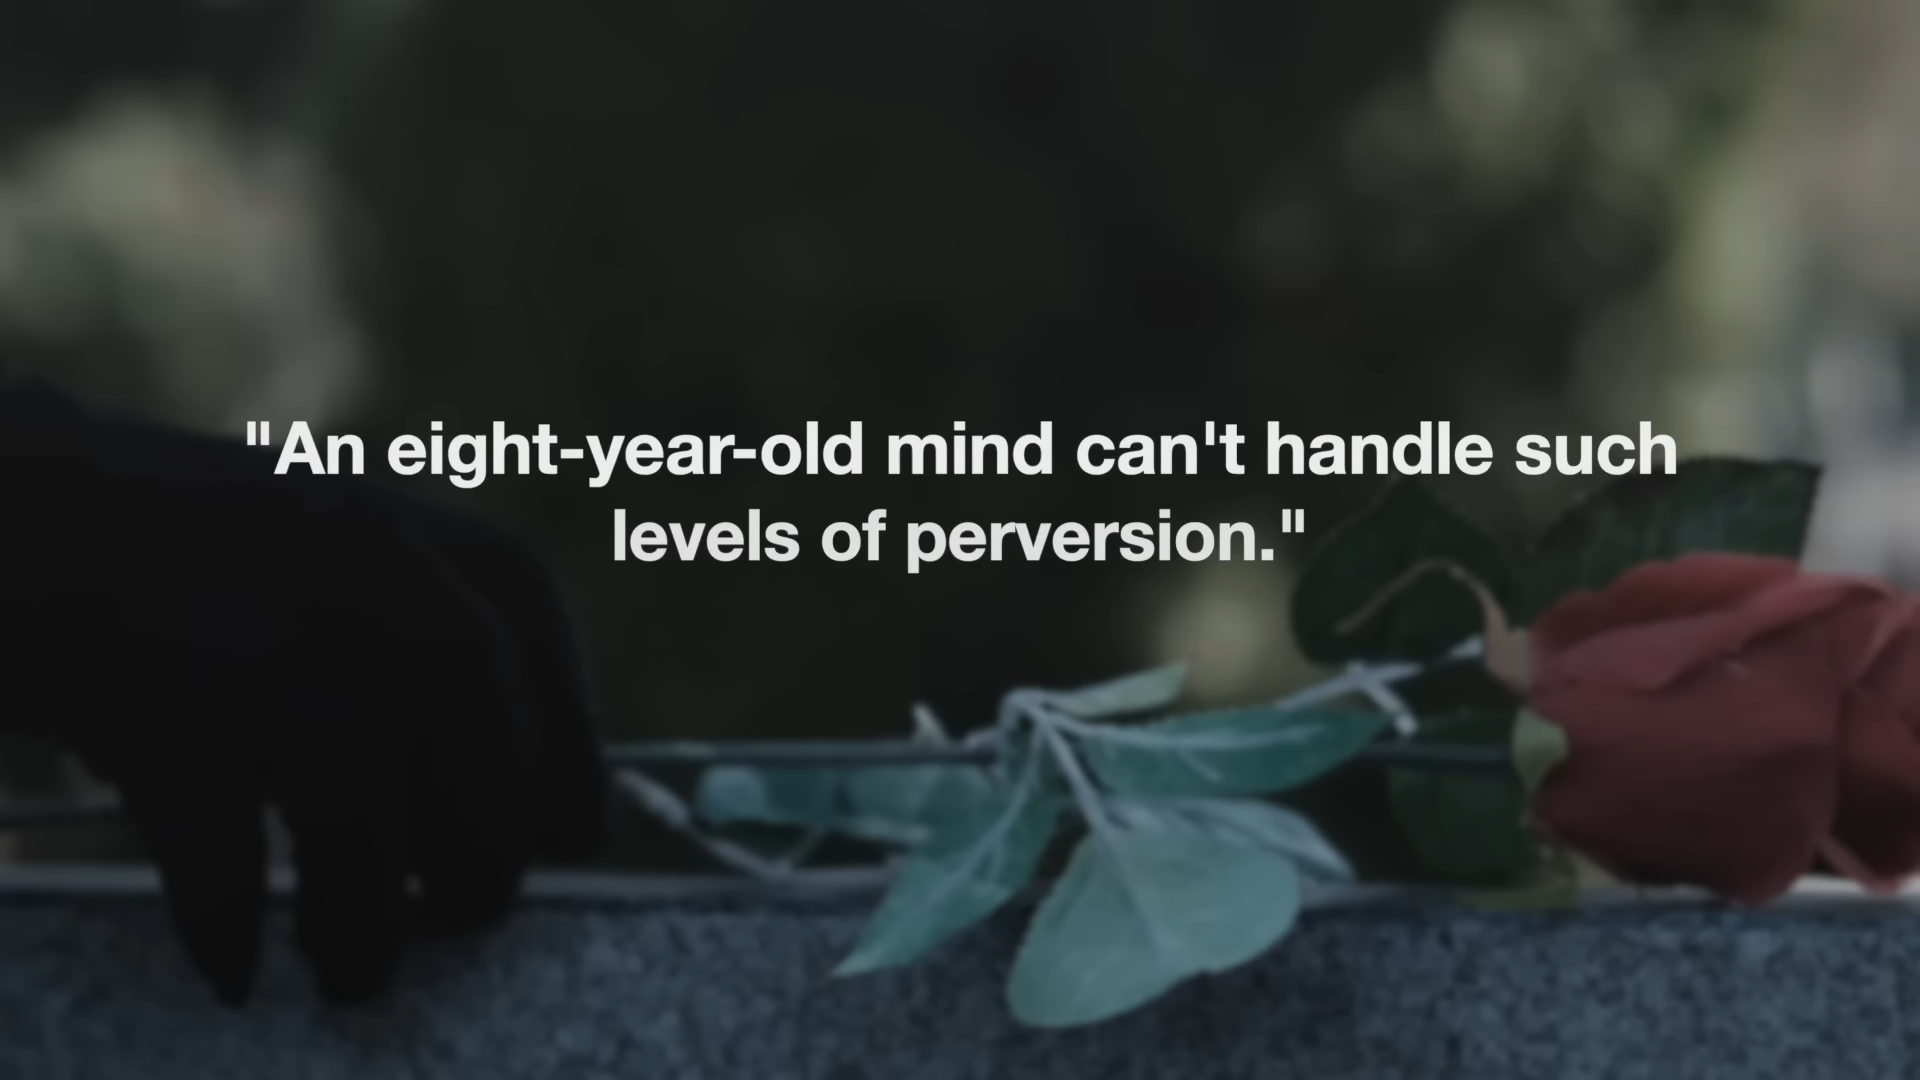 "An eight-year-old mind can't handle such
levels of perversion."